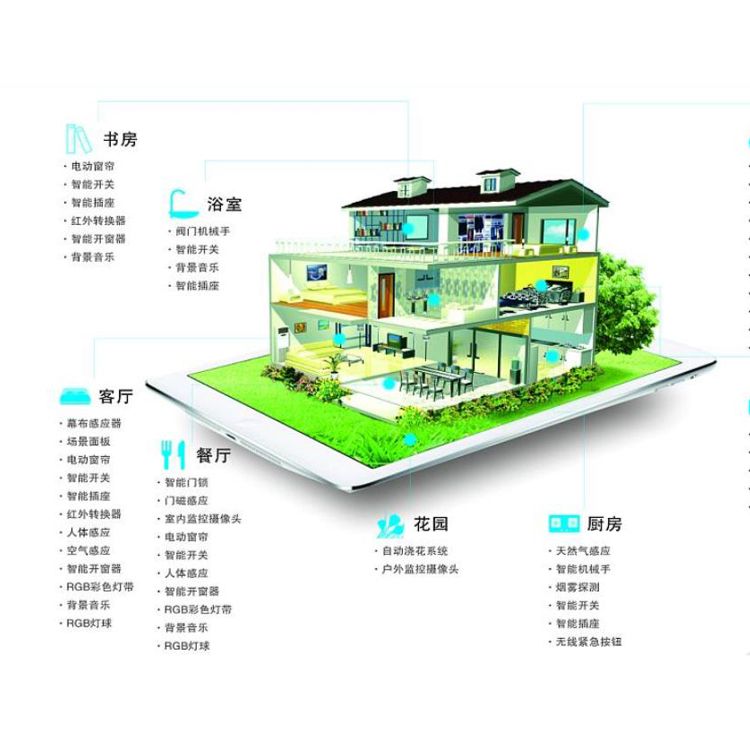 书房
· 电动窗帘
· 智能开关
· 智能插座
· 红外转换器
· 智能开窗器
· 背景音乐
浴室
· 阀门机械手
· 智能开关
· 背景音乐
· 智能插座
客厅
· 幕布感应器
· 场景面板
· 电动窗帘
· 智能开关
· 智能插座
· 红外转换器
· 人体感应
· 空气感应
· 智能开窗器
· RGB彩色灯带
· 背景音乐
· RGB灯球
餐厅
· 智能门锁
· 门磁感应
· 室内监控摄像头
· 电动窗帘
· 智能开关
· 人体感应
· 智能开窗器
· RGB彩色灯带
· 背景音乐
· RGB灯球
花园
· 自动浇花系统
· 户外监控摄像头
厨房
· 天然气感应
· 智能机械手
· 烟雾探测
· 智能开关
· 智能插座
· 无线紧急按钮